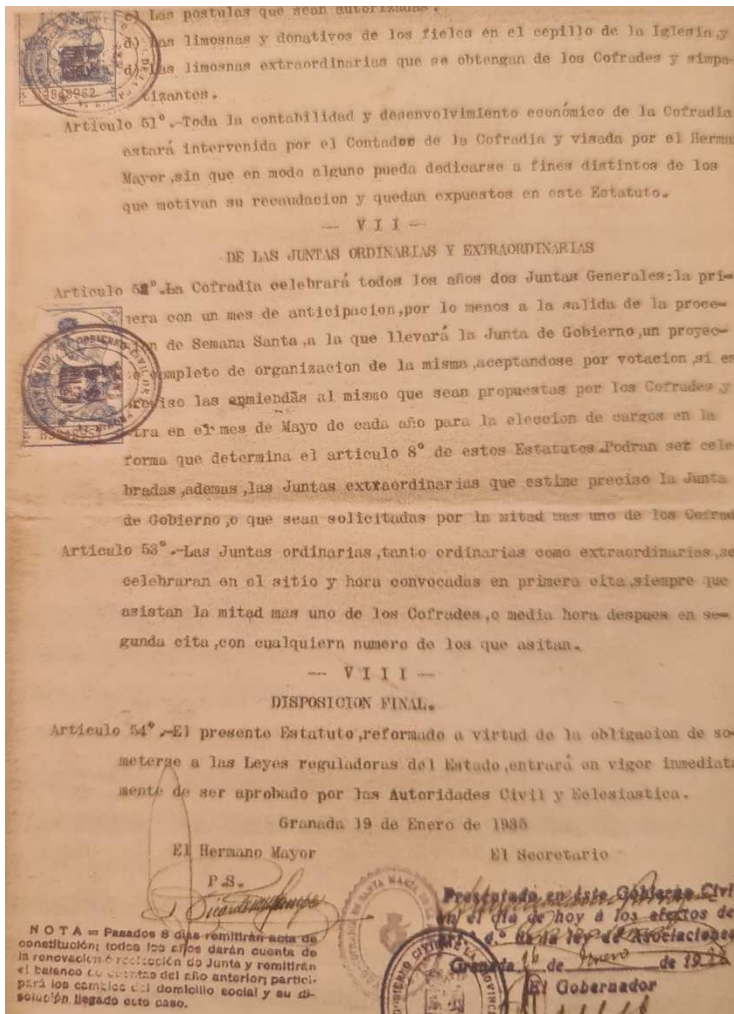 c) Las postulas que sean autorizadas.
d) las limosnas y donativos de los fieles en el cepillo de la Iglesia, y
d) las limosnas extraordinarias que se obtengan de los Cofrades y simpa-
tizantes.
Articulo 51º.-Toda la contabilidad y desenvolvimiento económico de la Cofradia
estará intervenida por el Contador de la Cofradia y visada por el Herma
Mayor,sin que en modo alguno pueda dedicarse a fines distintos de los
que motivan su recaudacion y quedan expuestos en este Estatuto.
--- V I I ---
DE LAS JUNTAS ORDINARIAS Y EXTRAORDINARIAS
Articulo 52º.La Cofradia celebrará todos los años dos Juntas Generales:la pri-
mera con un mes de anticipacion,por lo menos a la salida de la proce-
on de Semana Santa,a la que llevará la Junta de Gobierno,un proyec-
completo de organizacion de la misma,aceptandose por votacion,si es
preciso las enmiendas al mismo que sean propuestas por los Cofrades y
tra en el mes de Mayo de cada año para la eleccion de cargos en la
forma que determina el articulo 8º de estos Estatutos.Podran ser cele-
bradas,ademas,las Juntas extraordinarias que estime preciso la Junta
de Gobierno,o que sean solicitadas por la mitad mas uno de los Cofrad
Articulo 53º.-Las Juntas ordinarias,tanto ordinarias como extraordinarias,se
celebraran en el sitio y hora convocadas en primera cita,siempre que
asistan la mitad mas uno de los Cofrades,o media hora despues en se-
gunda cita,con cualquiern numero de los que asitan.
--- V I I I ---
DISPOSICION FINAL.
Articulo 54º.-El presente Estatuto,reformado a virtud de la obligacion de so-
meterse a las Leyes reguladoras del Estado,entrará en vigor inmediata
mente de ser aprobado por las Autoridades Civil y Eclesiastica.
Granada 19 de Enero de 1935
El Hermano Mayor
El Secretario
P.S.
Presentado en este Gobierno Civil
en el dia de hoy a los efectos de
de la ley de Asociaciones
Granada de Enero de 19
El Gobernador
NOTA = Pasados 8 dias remitirán acta de
constitución; todos los años darán cuenta de
la renovación ó reelección de Junta y remitirán
el balance de cuentas del año anterior; partici-
pará los cambios del domicilio social y su di-
solución llegado este caso.